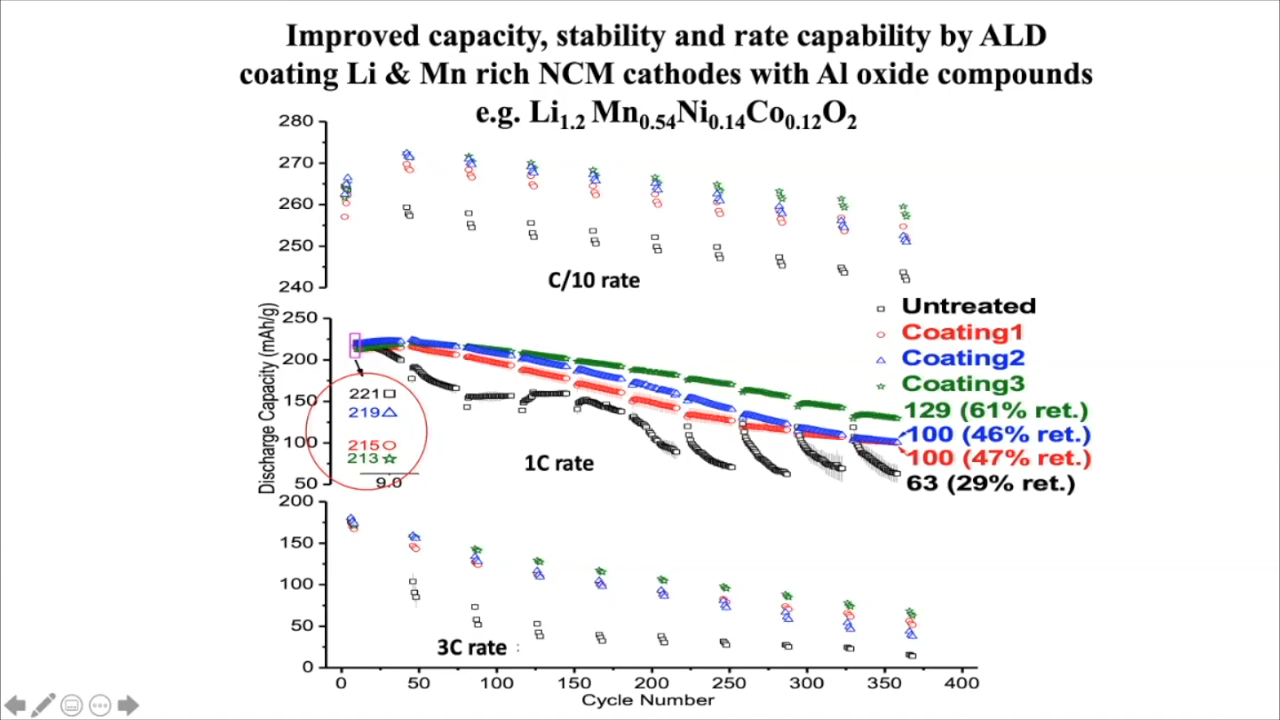 Improved capacity, stability and rate capability by ALD
coating Li & Mn rich NCM cathodes with Al oxide compounds
e.g. Li1.2 Mn0.54Ni0.14Co0.12O2
280
270
260
250
240
C/10 rate
Discharge Capacity (mAh/g)
250
200
150
100
50
221
219
215
213
9.0
1C rate
Untreated
Coating1
Coating2
Coating3
129 (61% ret.)
100 (46% ret.)
100 (47% ret.)
63 (29% ret.)
200
150
100
50
0
3C rate :
0 50 100 150 200 250 300 350 400
Cycle Number